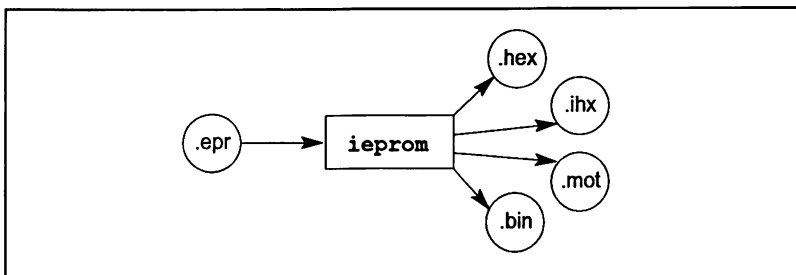 .hex
.ihx
.epr
ieprom
.mot
.bin